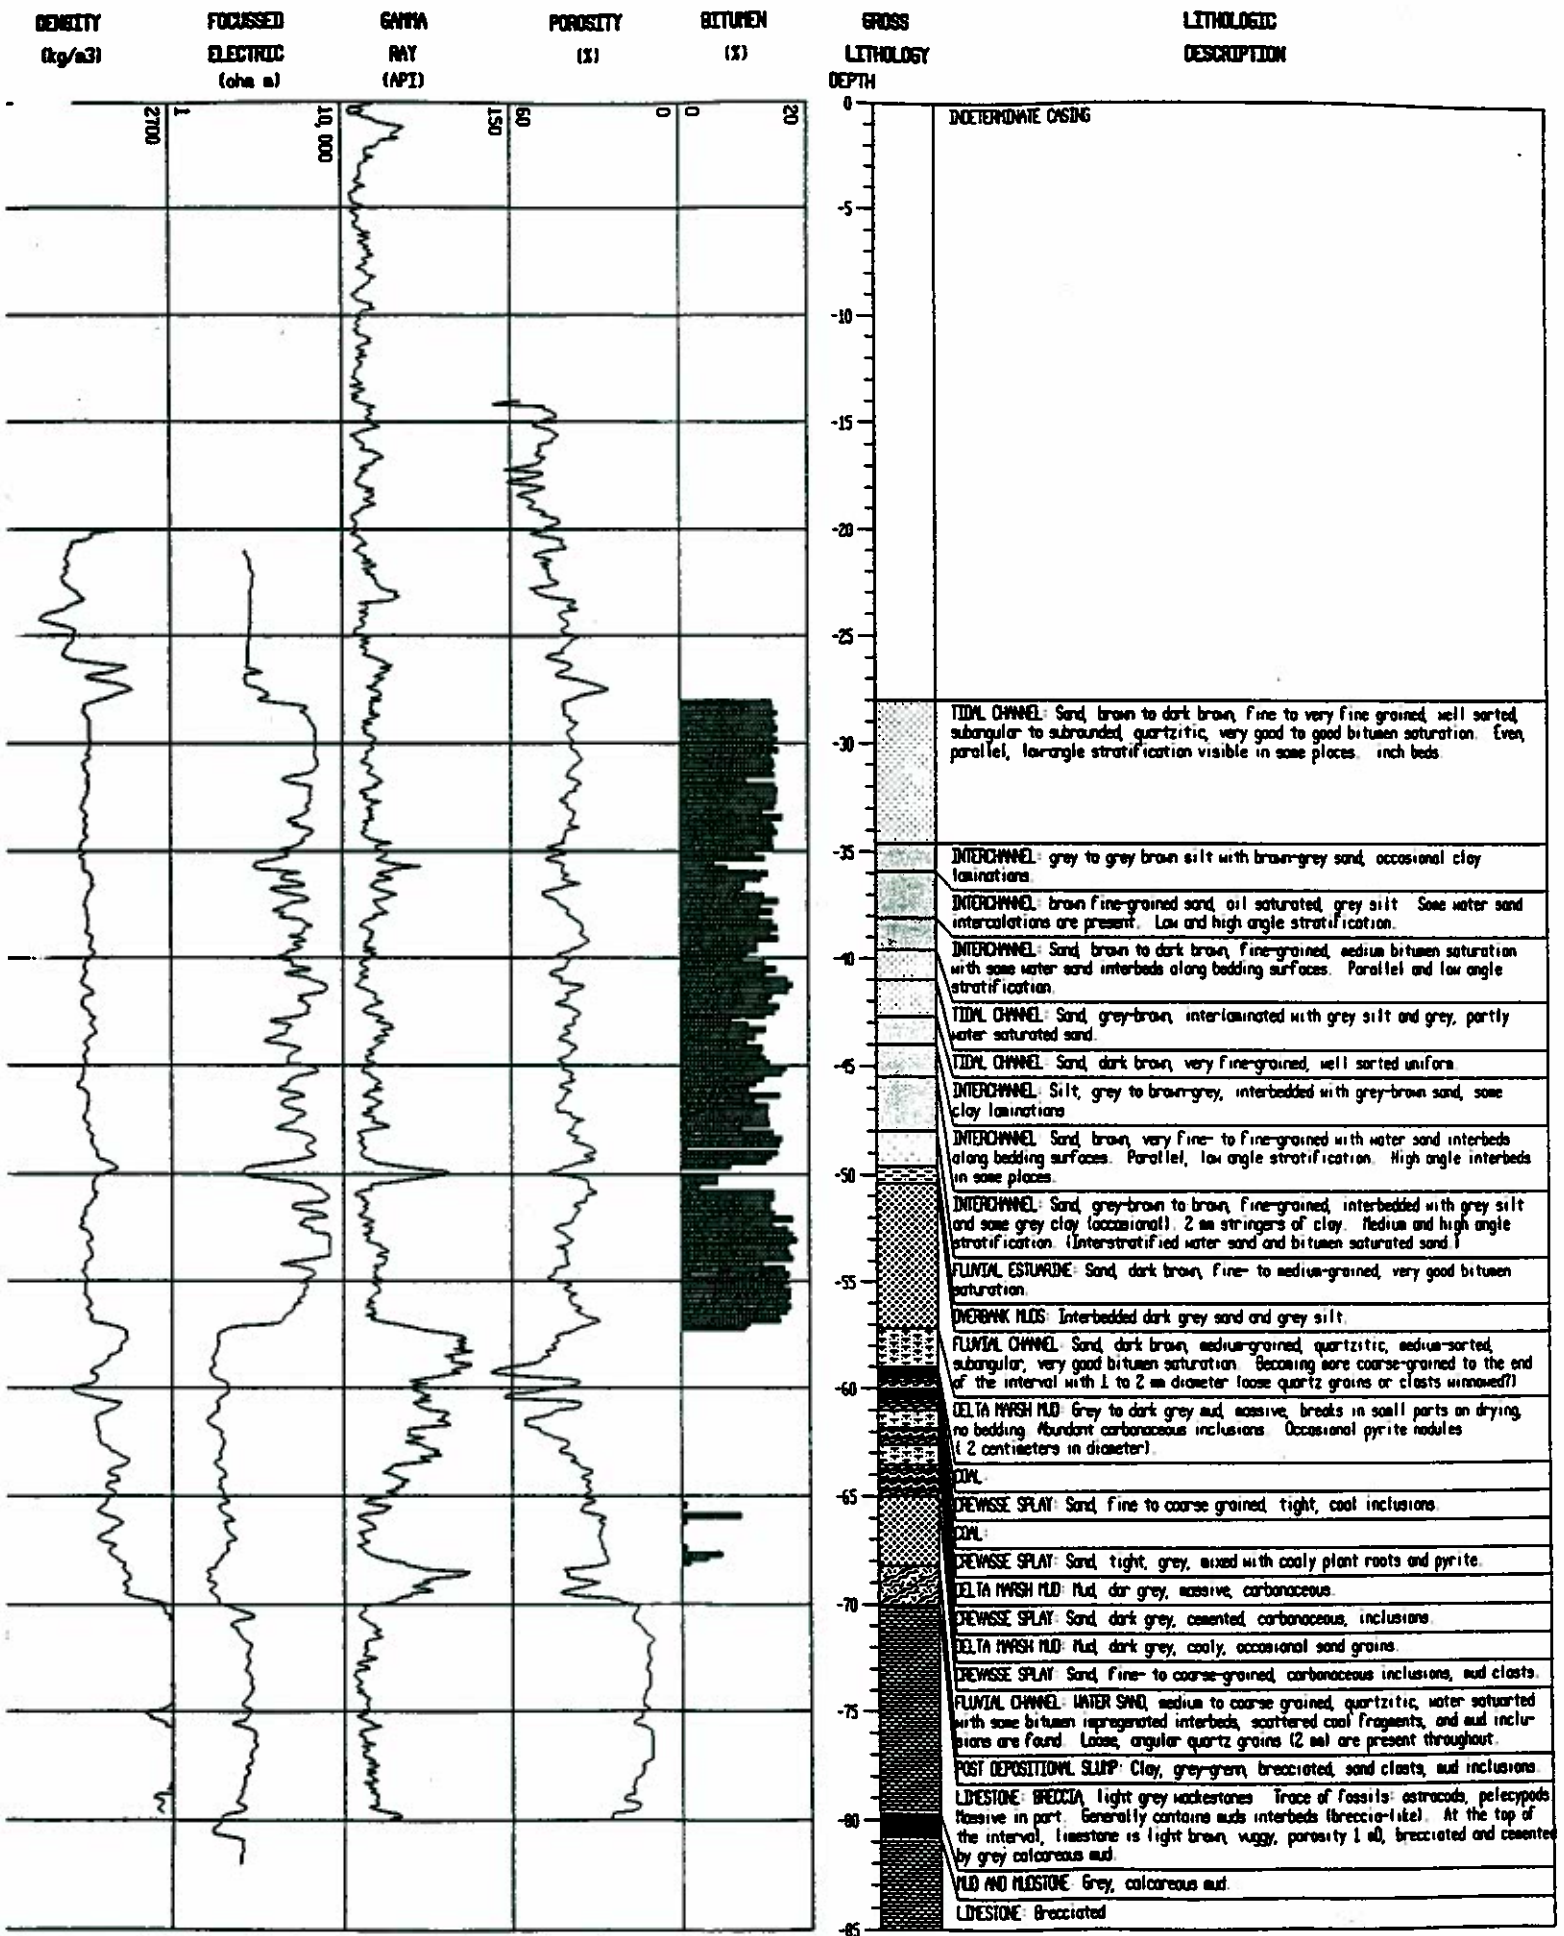 DENSITY
(kg/m3)
FOCUSSED
ELECTRIC
(ohm m)
GAMMA
RAY
(API)
POROSITY
(%)
BITUMEN
(%)
GROSS
LITHOLOGY
DEPTH
LITHOLOGIC
DESCRIPTION
2700
1
10,000
0
150
60
0
0
20
0
-5
-10
-15
-20
-25
-30
-35
-40
-45
-50
-55
-60
-65
-70
-75
-80
-85
INDETERMINATE CASING
TIDAL CHANNEL: Sand, brown to dark brown, fine to very fine grained, well sorted,
subangular to subrounded, quartzitic, very good to good bitumen saturation. Even,
parallel, low-angle stratification visible in some places. inch beds.
INTERCHANNEL: grey to grey brown silt with brown-grey sand, occasional clay
laminations.
INTERCHANNEL: brown fine-grained sand, oil saturated, grey silt Some water sand
intercalations are present. Low and high angle stratification.
INTERCHANNEL: Sand, brown to dark brown, fine-grained, medium bitumen saturation
with some water sand interbeds along bedding surfaces. Parallel and low angle
stratification.
TIDAL CHANNEL: Sand, grey-brown, interlaminated with grey silt and grey, partly
water saturated sand.
TIDAL CHANNEL: Sand, dark brown, very fine-grained, well sorted uniform.
INTERCHANNEL: Silt, grey to brown-grey, interbedded with grey-brown sand, some
clay laminations
INTERCHANNEL: Sand, brown, very fine- to fine-grained with water sand interbeds
along bedding surfaces. Parallel, low angle stratification. High angle interbeds
in some places.
INTERCHANNEL: Sand, grey-brown to brown, fine-grained, interbedded with grey silt
and some grey clay (occasional). 2 mm stringers of clay. Medium and high angle
stratification. (Interstratified water sand and bitumen saturated sand.)
FLUVIAL ESTUARINE: Sand, dark brown, fine- to medium-grained, very good bitumen
saturation.
OVERBANK MUDS: Interbedded dark grey sand and grey silt.
FLUVIAL CHANNEL: Sand, dark brown, medium-grained, quartzitic, medium-sorted,
subangular, very good bitumen saturation. Becoming more coarse-grained to the end
of the interval with 1 to 2 mm diameter (loose quartz grains or clasts winnowed?)
DELTA MARSH MUD: Grey to dark grey mud, massive, breaks in small parts on drying,
no bedding. Abundant carbonaceous inclusions. Occasional pyrite nodules
( 2 centimeters in diameter).
COAL
CREVASSE SPLAY: Sand, fine to coarse grained, tight, coal inclusions.
COAL:
CREVASSE SPLAY: Sand, tight, grey, mixed with coaly plant roots and pyrite.
DELTA MARSH MUD: Mud, dar grey, massive, carbonaceous.
CREVASSE SPLAY: Sand, dark grey, cemented, carbonaceous, inclusions.
DELTA MARSH MUD: Mud, dark grey, coaly, occasional sand grains.
CREVASSE SPLAY: Sand, fine- to coarse-grained, carbonaceous inclusions, mud clasts.
FLUVIAL CHANNEL: WATER SAND, medium to coarse grained, quartzitic, water satuarted
with some bitumen impregenated interbeds, scattered coal fragments, and mud inclu-
sions are found. Loose, angular quartz grains (2 mm) are present throughout.
POST DEPOSITIONAL SLUMP: Clay, grey-green, brecciated, sand clasts, mud inclusions.
LIMESTONE: BRECCIA, light grey wackestones Trace of fossils: ostracods, pelecypods.
Massive in part. Generally contains muds interbeds (breccia-like). At the top of
the interval, limestone is light brown, vuggy, porosity 1 mD, brecciated and cemented
by grey calcareous mud.
MUD AND MUDSTONE: Grey, calcareous mud.
LIMESTONE: Brecciated